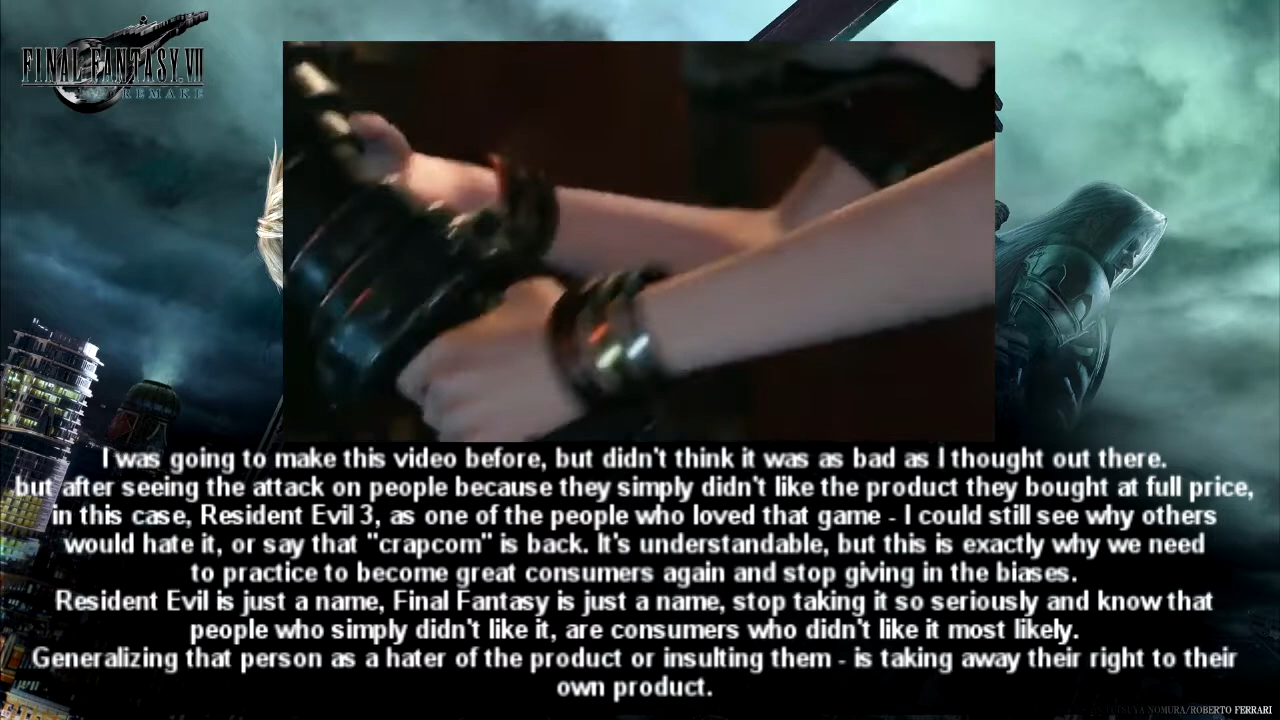 FINAL FANTASY VII
REMAKE
I was going to make this video before, but didn't think it was as bad as I thought out there.
but after seeing the attack on people because they simply didn't like the product they bought at full price,
in this case, Resident Evil 3, as one of the people who loved that game - I could still see why others
would hate it, or say that "crapcom" is back. It's understandable, but this is exactly why we need
to practice to become great consumers again and stop giving in the biases.
Resident Evil is just a name, Final Fantasy is just a name, stop taking it so seriously and know that
people who simply didn't like it, are consumers who didn't like it most likely.
Generalizing that person as a hater of the product or insulting them - is taking away their right to their
own product.
NOMURA/ROBERTO FERRARI